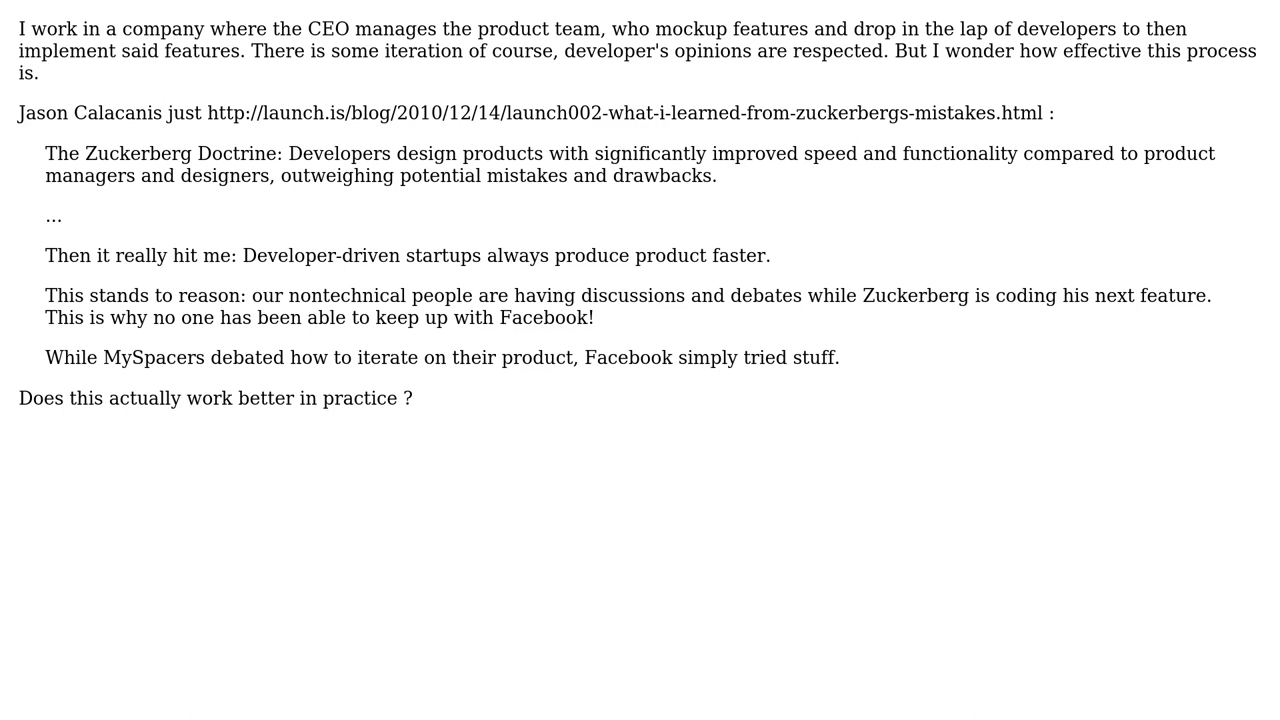 I work in a company where the CEO manages the product team, who mockup features and drop in the lap of developers to then
implement said features. There is some iteration of course, developer's opinions are respected. But I wonder how effective this process
is.
Jason Calacanis just http://launch.is/blog/2010/12/14/launch002-what-i-learned-from-zuckerbergs-mistakes.html :
The Zuckerberg Doctrine: Developers design products with significantly improved speed and functionality compared to product
managers and designers, outweighing potential mistakes and drawbacks.
...
Then it really hit me: Developer-driven startups always produce product faster.
This stands to reason: our nontechnical people are having discussions and debates while Zuckerberg is coding his next feature.
This is why no one has been able to keep up with Facebook!
While MySpacers debated how to iterate on their product, Facebook simply tried stuff.
Does this actually work better in practice ?